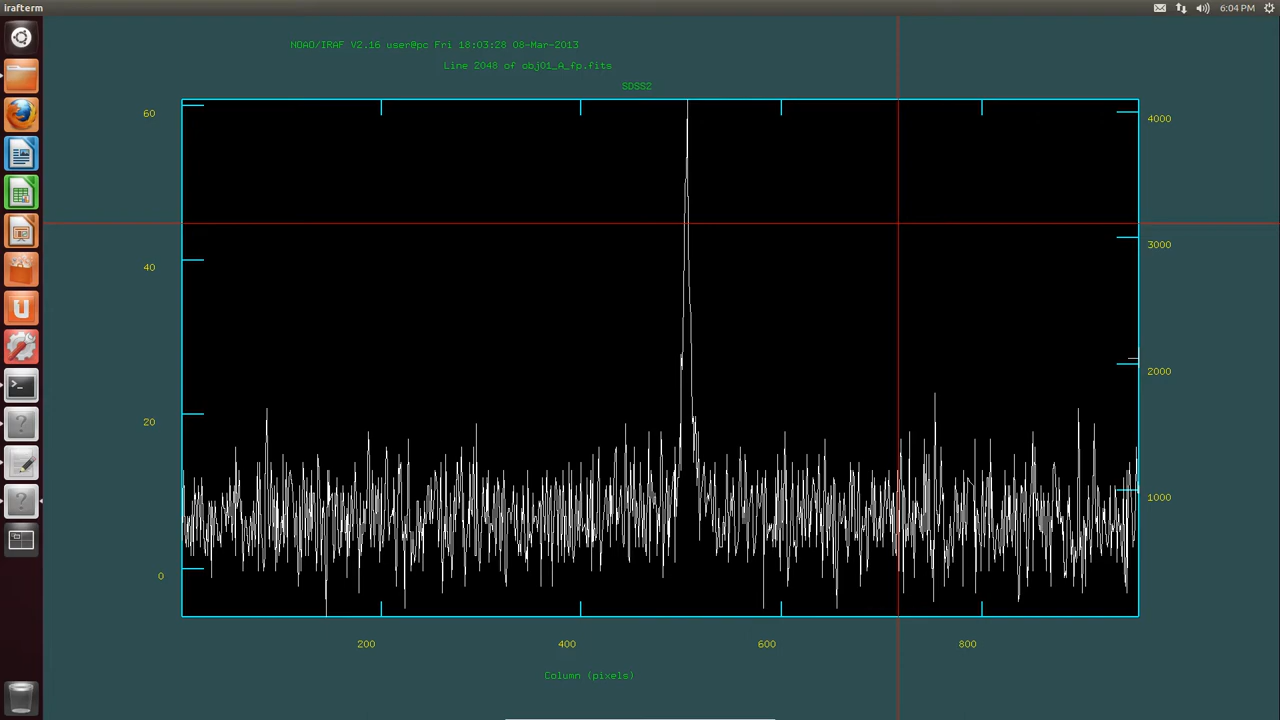 irafterm
6:04 PM
NOAO/IRAF V2.16 user@pc Fri 18:03:28 08-Mar-2013
Line 2048 of obj01_A_fp.fits
SDSS2
60
4000
3000
40
2000
20
1000
0
200 400 600 800
Column (pixels)